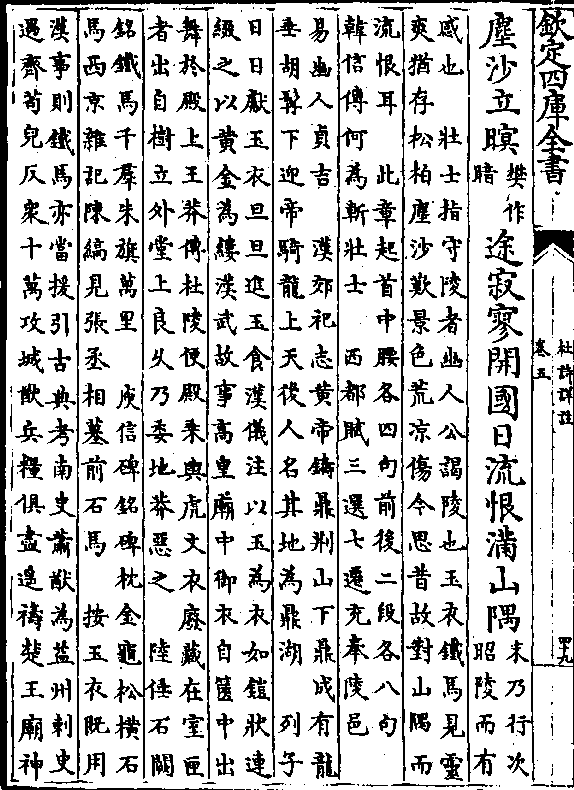 欽定四庫全書
杜詩詳註
卷五
四九
塵沙立暝
樊作
暗
途寂寥開國日流恨滿山隅
末乃行次
昭陵而有
感也 壯士指守陵者幽人公謁陵也玉衣鐵馬見靈
爽猶存松柏塵沙歎景色荒涼傷今思昔故對山隅而
流恨耳 此章起首中腰各四句前後二段各八句
韓信傳何為斬壯士 西都賦三選七遷充奉陵邑
易幽人貞吉 漢郊祀志黄帝鑄鼎荆山下鼎成有龍
垂胡髯下迎帝騎龍上天後人名其地為鼎湖 列子
日日獻玉衣旦旦進玉食漢儀注以玉為衣如鎧狀連
綴之以黄金為縷漢武故事高皇廟中御衣自篋中出
舞於殿上王莽傳杜陵便殿乗輿虎文衣廢藏在室匣
者出自樹立外堂上良久乃委地莽惡之 陸倕石闕
銘鐵馬千羣朱旗萬里 庾信碑銘碑枕金龜松横石
馬西京雜記陳縞見張丞相墓前石馬 按玉衣既用
漢事則鐵馬亦當援引古典考南史蕭猷為益州刺史
遇齊苟兒反衆十萬攻城猷兵糧俱盡遥禱楚王廟神